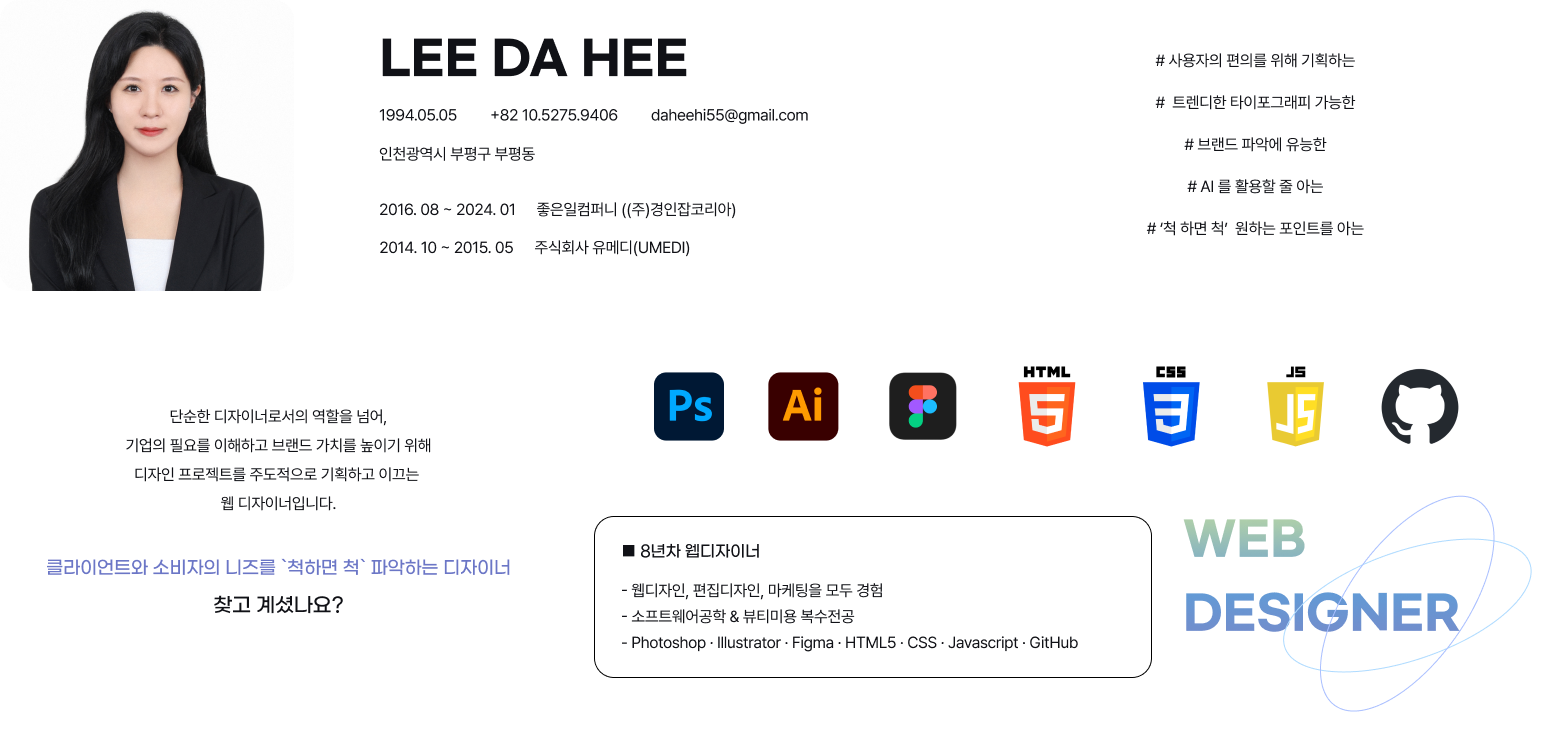 LEE DA HEE
1994.05.05 +82 10.5275.9406 daheehi55@gmail.com
인천광역시 부평구 부평동
2016. 08 ~ 2024. 01 좋은일컴퍼니 ((주)경인잡코리아)
2014. 10 ~ 2015. 05 주식회사 유메디(UMEDI)
# 사용자의 편의를 위해 기획하는
# 트렌디한 타이포그래피 가능한
# 브랜드 파악에 유능한
# AI 를 활용할 줄 아는
# ‘척 하면 척’ 원하는 포인트를 아는
단순한 디자이너로서의 역할을 넘어,
기업의 필요를 이해하고 브랜드 가치를 높이기 위해
디자인 프로젝트를 주도적으로 기획하고 이끄는
웹 디자이너입니다.
클라이언트와 소비자의 니즈를 `척하면 척` 파악하는 디자이너
찾고 계셨나요?
Ps Ai HTML 5 CSS 3 JS JS
■ 8년차 웹디자이너
- 웹디자인, 편집디자인, 마케팅을 모두 경험
- 소프트웨어공학 & 뷰티미용 복수전공
- Photoshop · Illustrator · Figma · HTML5 · CSS · Javascript · GitHub
WEB
DESIGNER